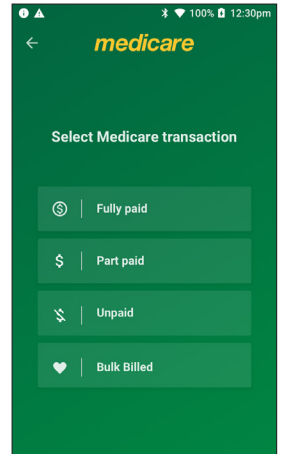 100% 12:30pm
medicare
Select Medicare transaction
Fully paid
Part paid
Unpaid
Bulk Billed